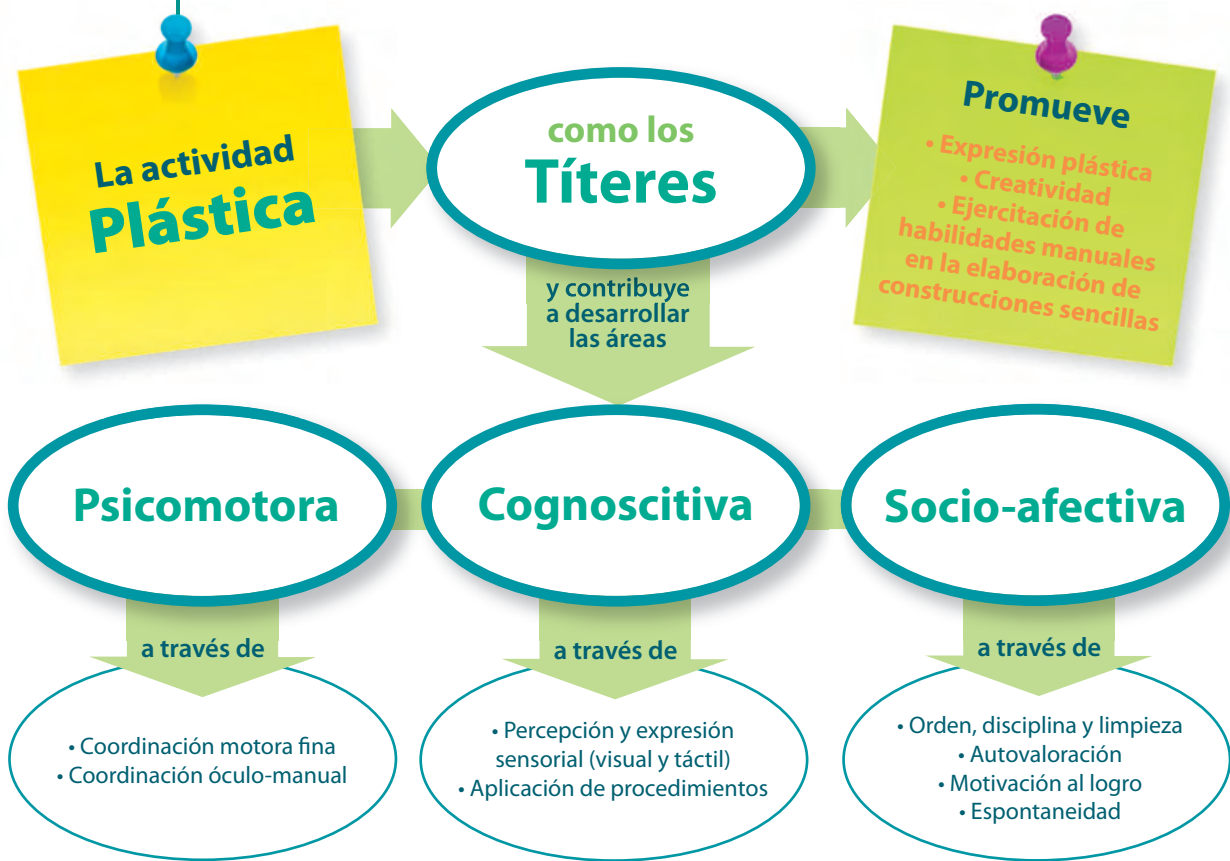 La actividad
Plástica
como los
Títeres
Promueve
• Expresión plástica
• Creatividad
• Ejercitación de
habilidades manuales
en la elaboración de
construcciones sencillas
y contribuye
a desarrollar
las áreas
Psicomotora
Cognoscitiva
Socio-afectiva
a través de
a través de
a través de
• Coordinación motora fina
• Coordinación óculo-manual
• Percepción y expresión
sensorial (visual y táctil)
• Aplicación de procedimientos
• Orden, disciplina y limpieza
• Autovaloración
• Motivación al logro
• Espontaneidad